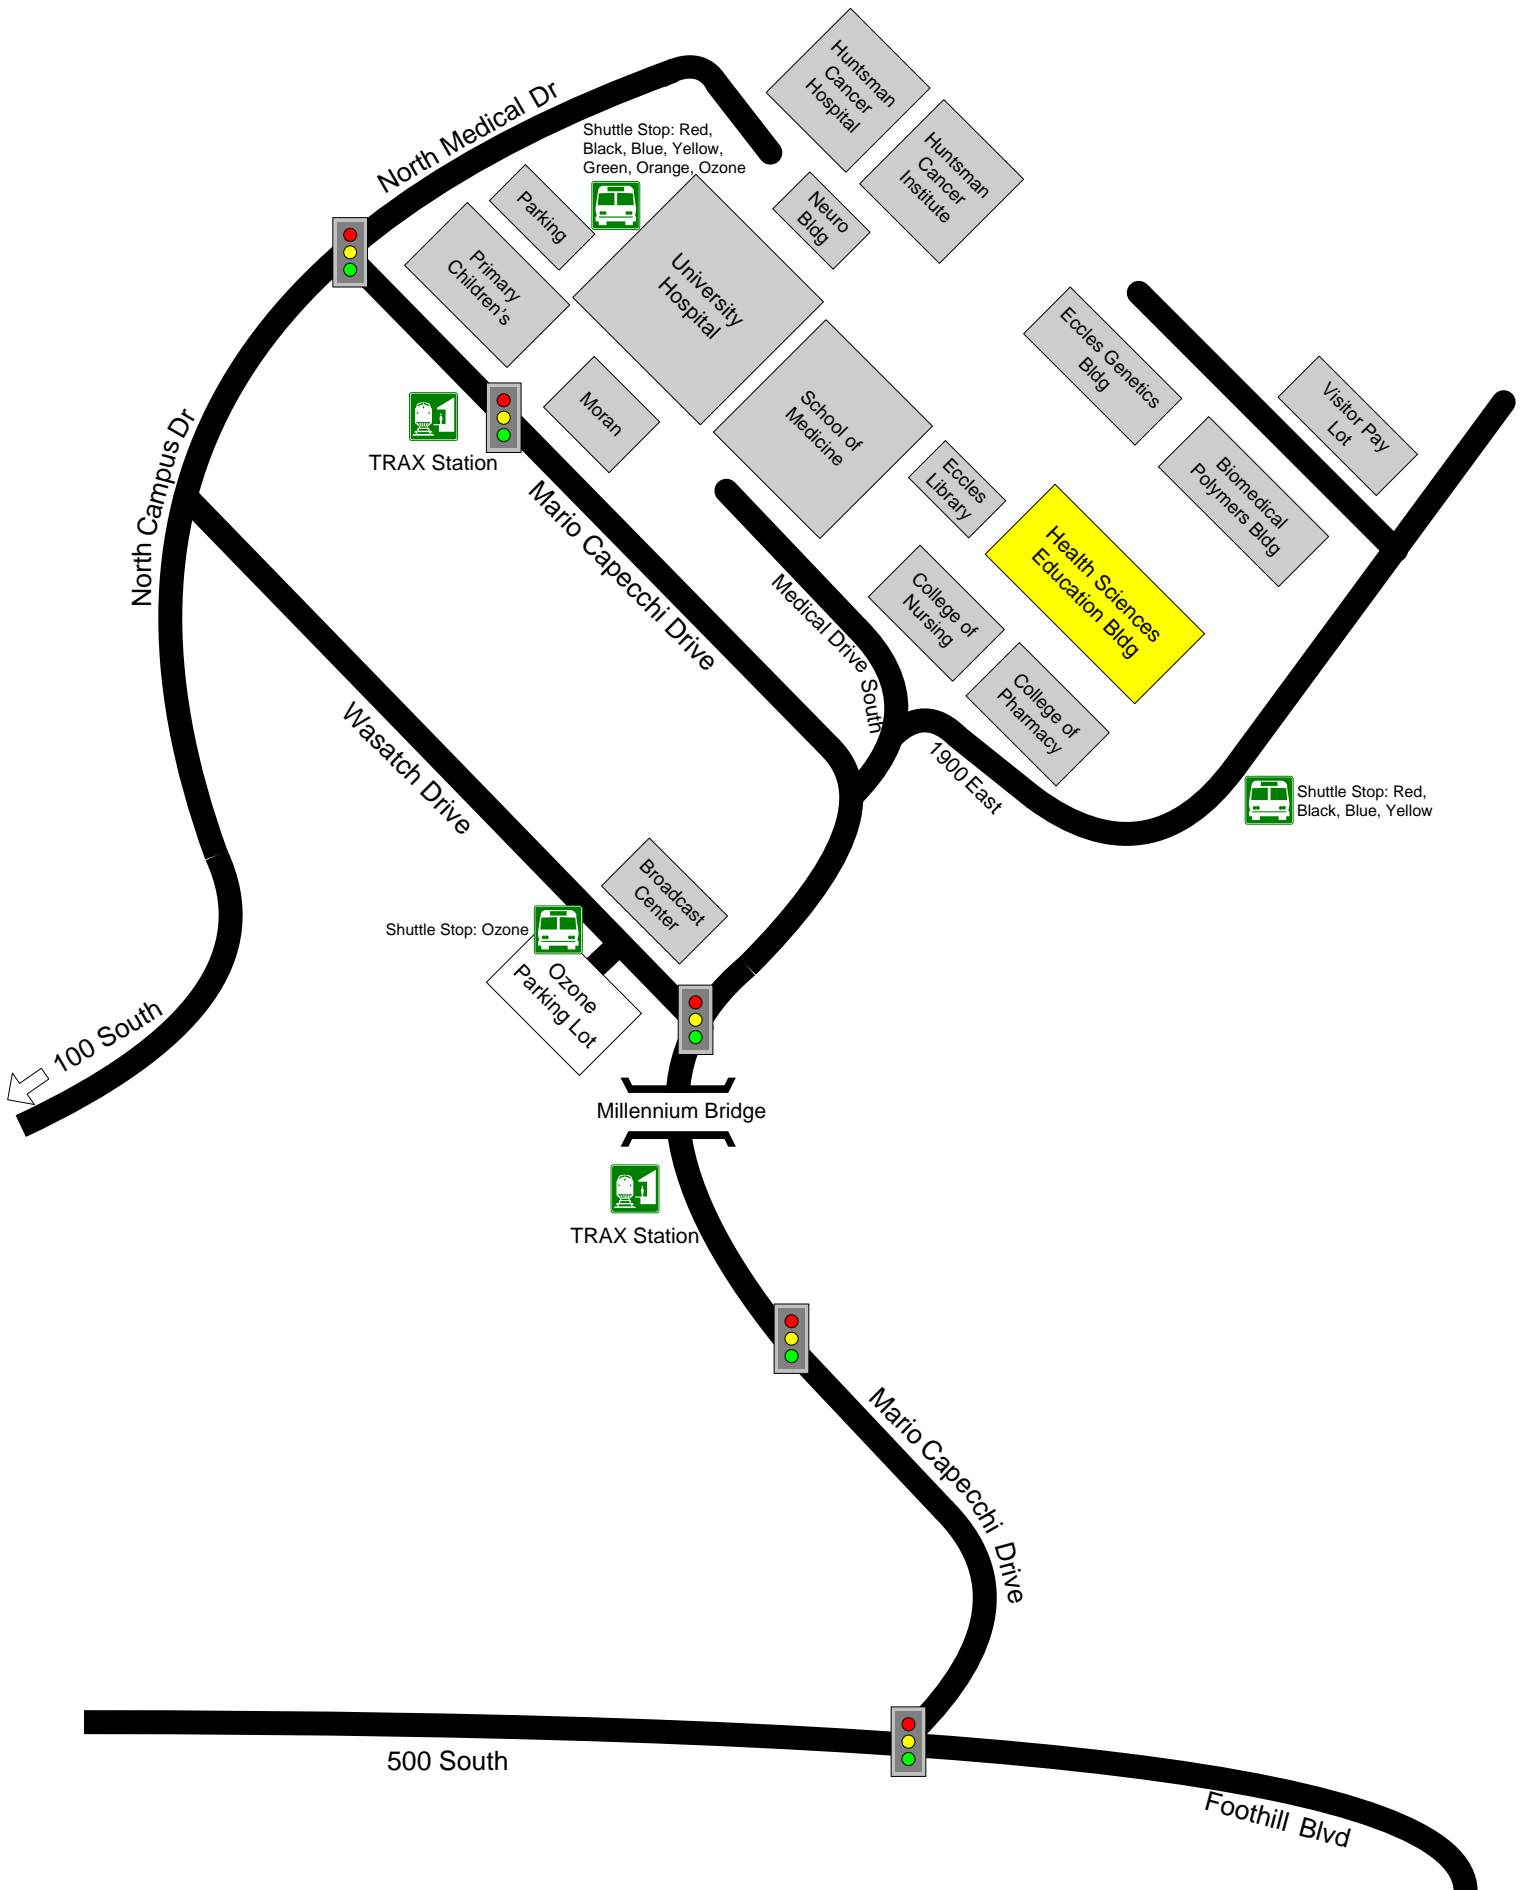 Huntsman
Cancer
Hospital
North Medical Dr
Shuttle Stop: Red,
Black, Blue, Yellow,
Green, Orange, Ozone
Huntsman
Cancer
Institute
Parking
Neuro
Bldg
Primary
Children's
University
Hospital
Eccles Genetics
Bldg
Visitor Pay
Lot
Moran
School of
Medicine
TRAX Station
North Campus Dr
Mario Capecchi Drive
Eccles
Library
Biomedical
Polymers Bldg
Health Sciences
Education Bldg
Medical Drive South
College of
Nursing
College of
Pharmacy
Wasatch Drive
1900 East
Shuttle Stop: Red,
Black, Blue, Yellow
Broadcast
Center
Shuttle Stop: Ozone
Ozone
Parking Lot
100 South
Millennium Bridge
TRAX Station
Mario Capecchi Drive
500 South
Foothill Blvd